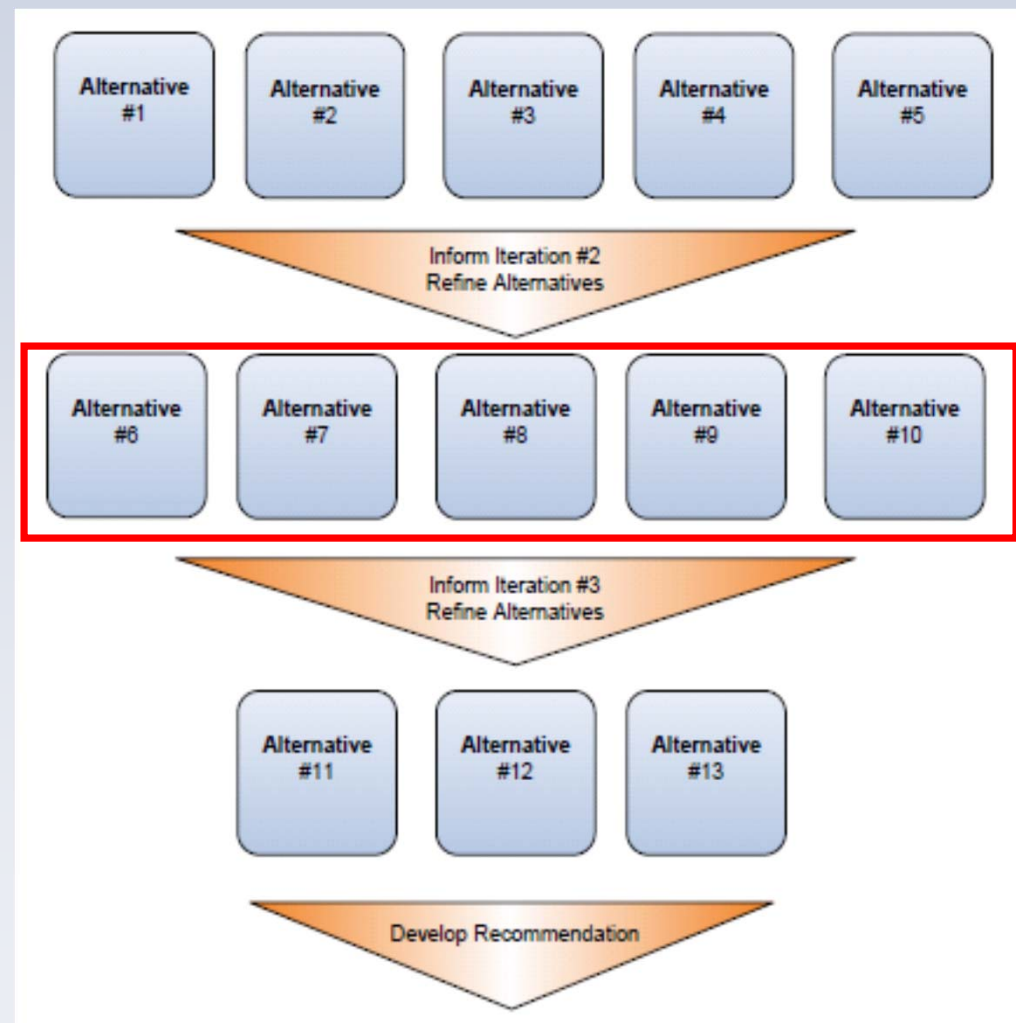 Alternative
#1
Alternative
#2
Alternative
#3
Alternative
#4
Alternative
#5
Inform Iteration #2
Refine Alternatives
Alternative
#6
Alternative
#7
Alternative
#8
Alternative
#9
Alternative
#10
Inform Iteration #3
Refine Alternatives
Alternative
#11
Alternative
#12
Alternative
#13
Develop Recommendation